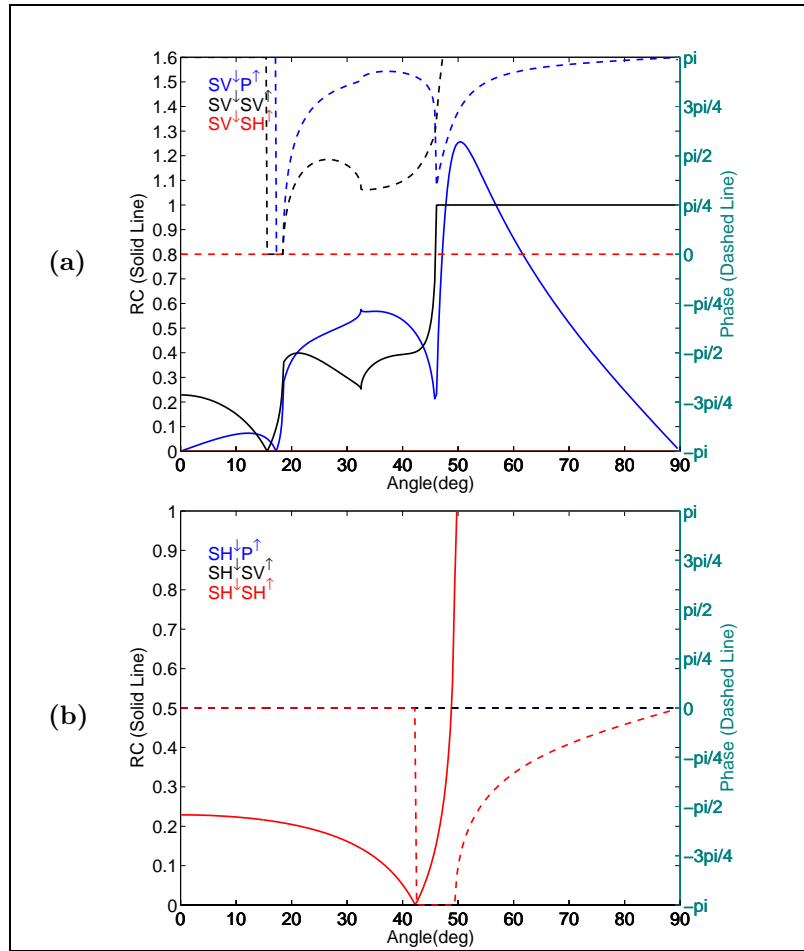 (a)
1.6
1.5
1.4
1.3
1.2
1.1
1
0.9
0.8
0.7
0.6
0.5
0.4
0.3
0.2
0.1
0
RC (Solid Line)
SV↓P↑
SV↓SV↑
SV↓SH↑
pi
3pi/4
pi/2
pi/4
0
−pi/4
−pi/2
−3pi/4
−pi
Phase (Dashed Line)
0 10 20 30 40 50 60 70 80 90
Angle(deg)
(b)
1
0.9
0.8
0.7
0.6
0.5
0.4
0.3
0.2
0.1
0
RC (Solid Line)
SH↓P↑
SH↓SV↑
SH↓SH↑
pi
3pi/4
pi/2
pi/4
0
−pi/4
−pi/2
−3pi/4
−pi
Phase (Dashed Line)
0 10 20 30 40 50 60 70 80 90
Angle(deg)